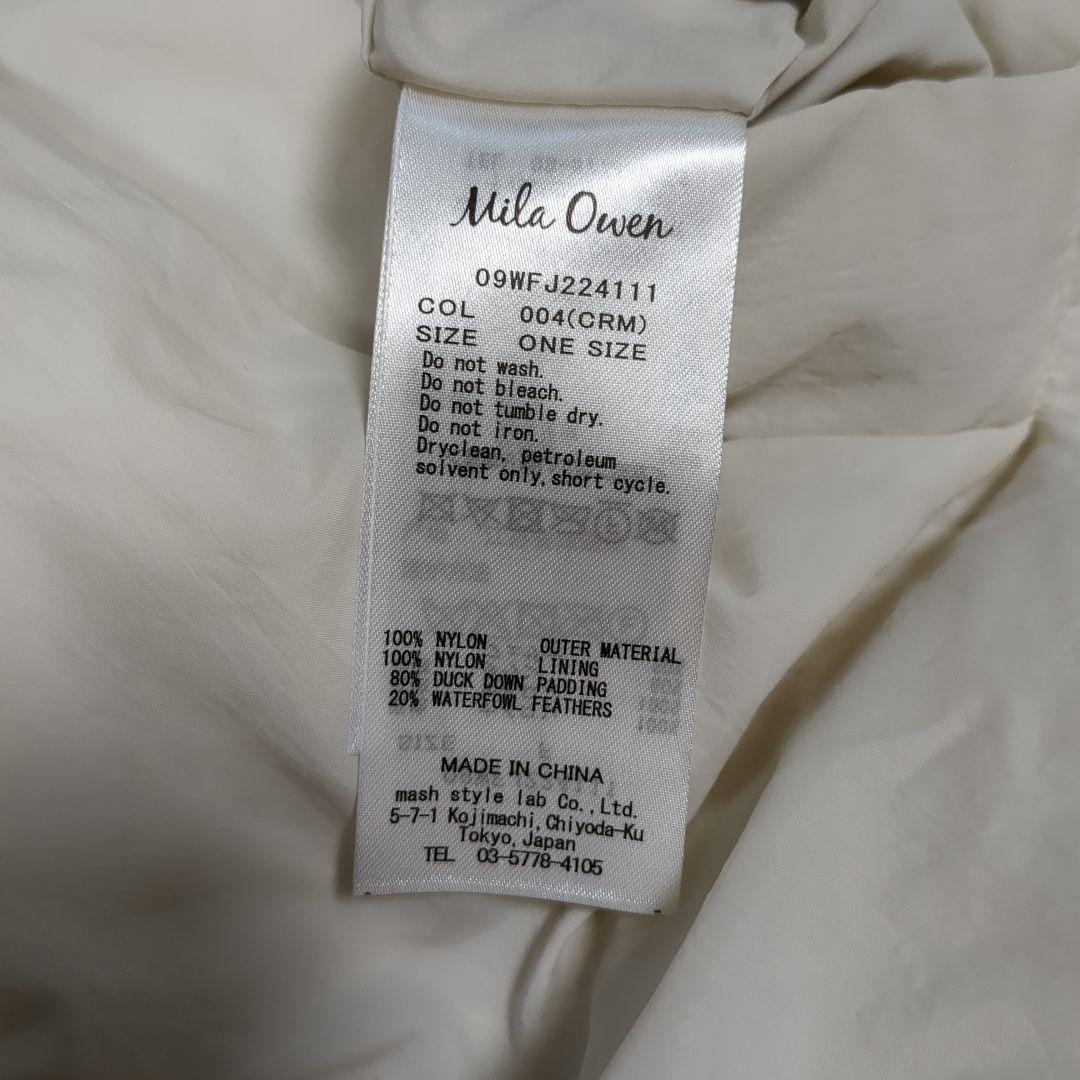 Mila Owen
09WFJ224111
COL 004(CRM)
SIZE ONE SIZE
Do not wash.
Do not bleach.
Do not tumble dry.
Do not iron.
Dryclean, petroleum
solvent only,short cycle.
100% NYLON OUTER MATERIAL
100% NYLON LINING
80% DUCK DOWN PADDING
20% WATERFOWL FEATHERS
MADE IN CHINA
mash style lab Co.,Ltd.
5-7-1 Kojimachi,Chiyoda-Ku
Tokyo,Japan
TEL 03-5778-4105